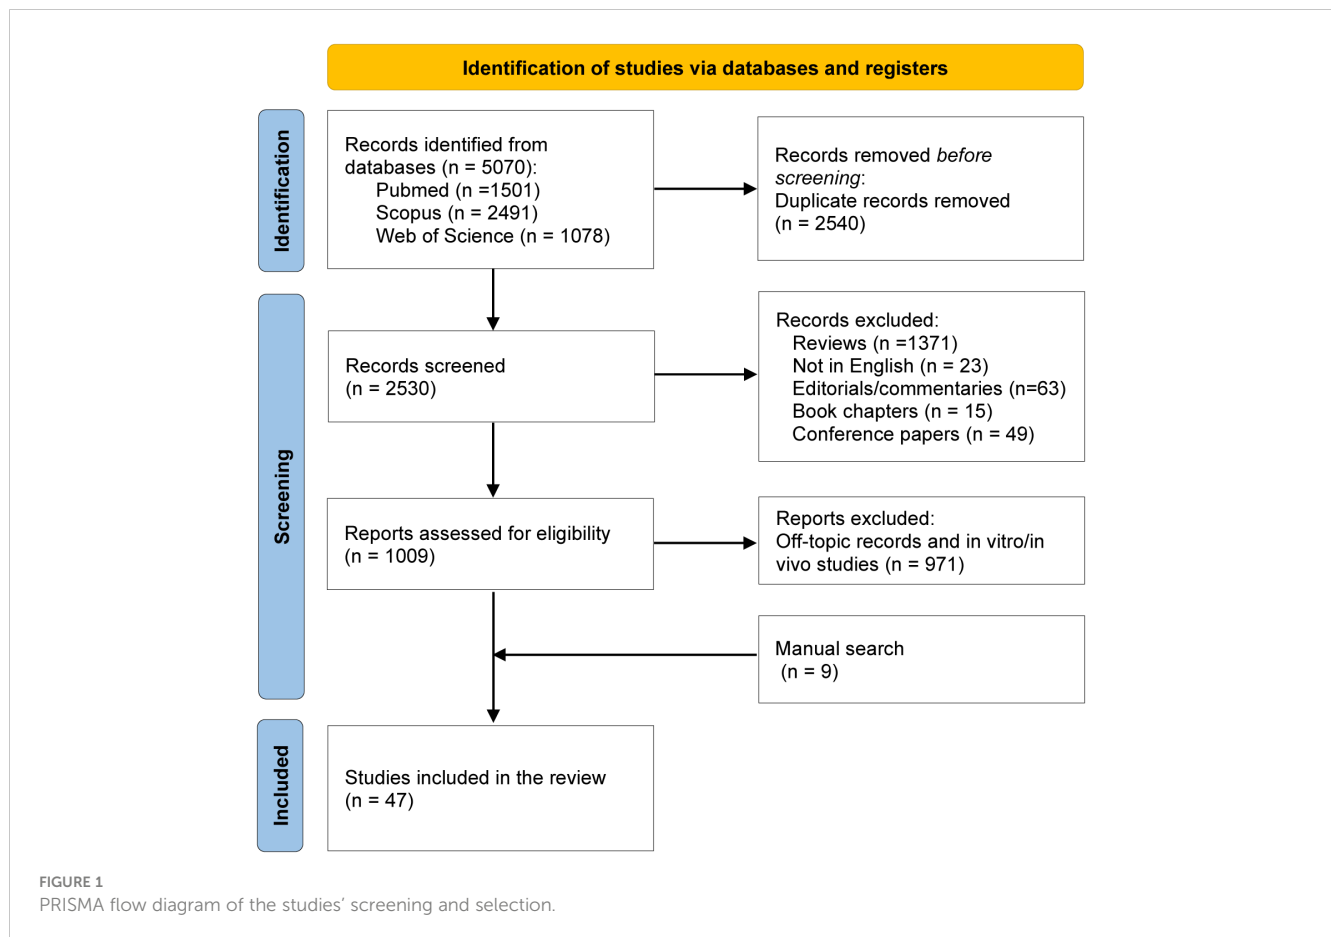 Identification of studies via databases and registers
Identification
Records identified from
databases (n = 5070):
Pubmed (n =1501)
Scopus (n = 2491)
Web of Science (n = 1078)
Records removed before
screening:
Duplicate records removed
(n = 2540)
Screening
Records screened
(n = 2530)
Records excluded:
Reviews (n =1371)
Not in English (n = 23)
Editorials/commentaries (n=63)
Book chapters (n = 15)
Conference papers (n = 49)
Reports assessed for eligibility
(n = 1009)
Reports excluded:
Off-topic records and in vitro/in
vivo studies (n = 971)
Manual search
(n = 9)
Included
Studies included in the review
(n = 47)
FIGURE 1
PRISMA flow diagram of the studies’ screening and selection.